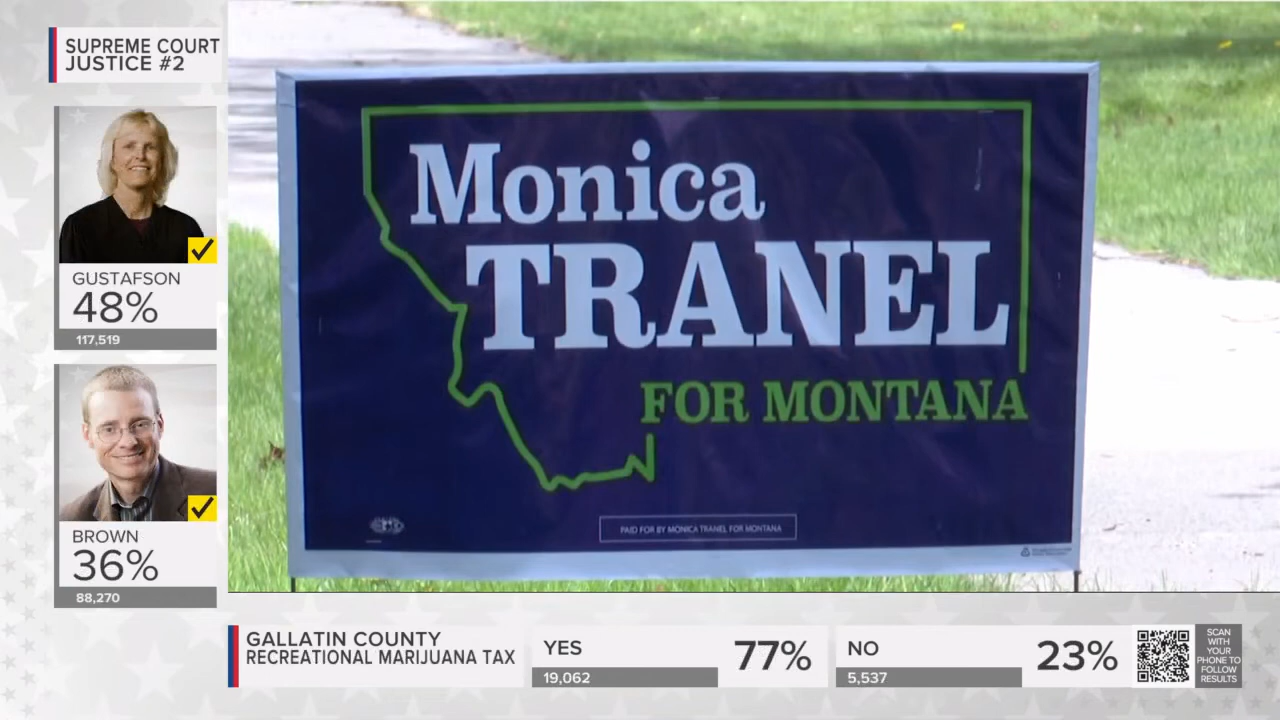 SUPREME COURT
JUSTICE #2
GUSTAFSON
48%
117,519
BROWN
36%
88,270
Monica
TRANEL
FOR MONTANA
PAID FOR BY MONICA TRANEL FOR MONTANA
GALLATIN COUNTY
RECREATIONAL MARIJUANA TAX
YES
77%
19,062
NO
23%
5,537
SCAN
WITH
YOUR
PHONE TO
FOLLOW
RESULTS